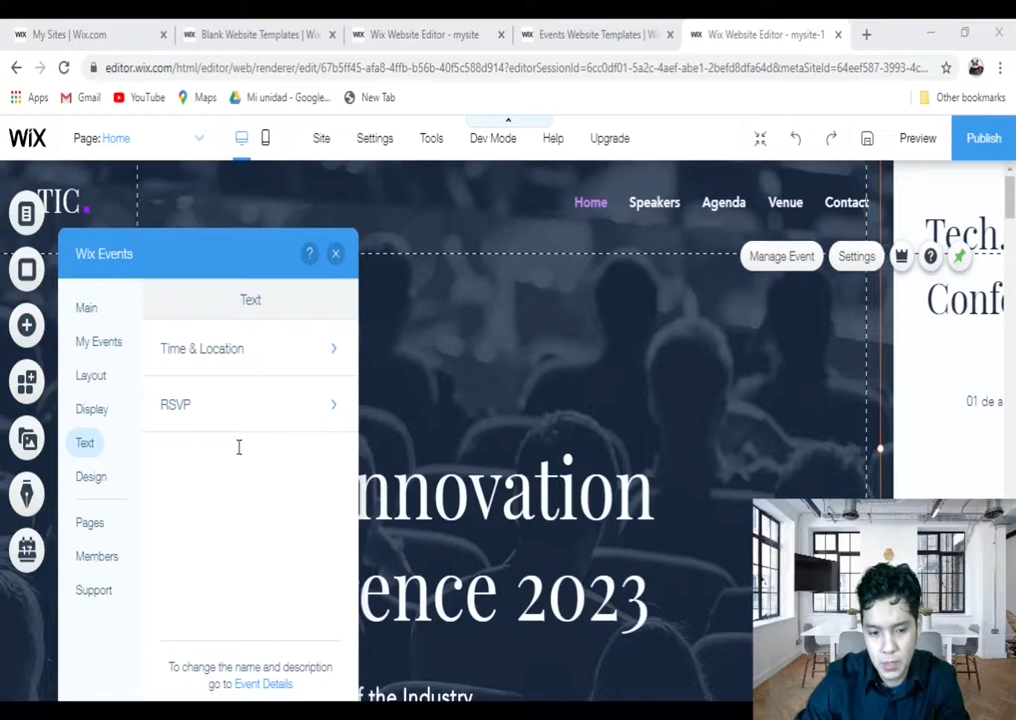 My Sites | Wix.com
Blank Website Templates | Wi
Wix Website Editor - mysite
Events Website Templates | W
Wix Website Editor - mysite-1
editor.wix.com/html/editor/web/renderer/edit/67b5ff45-afa8-4ffb-b56b-40f5c588d914?editorSessionId=6cc0df01-5a2c-4aef-abe1-2befd8dfa64d&metaSiteId=64eef587-3993-4c...
Apps Gmail YouTube Maps Mi unidad - Google... New Tab Other bookmarks
WiX Page: Home Site Settings Tools Dev Mode Help Upgrade Preview Publish
TIC.
Home Speakers Agenda Venue Contact
Tech.
Confe
01 de a
Manage Event Settings
Wix Events
?
Main
My Events
Layout
Display
Text
Design
Pages
Members
Support
Text
Time & Location
RSVP
To change the name and description
go to Event Details
nnovation
ence 2023
f the Industry
17